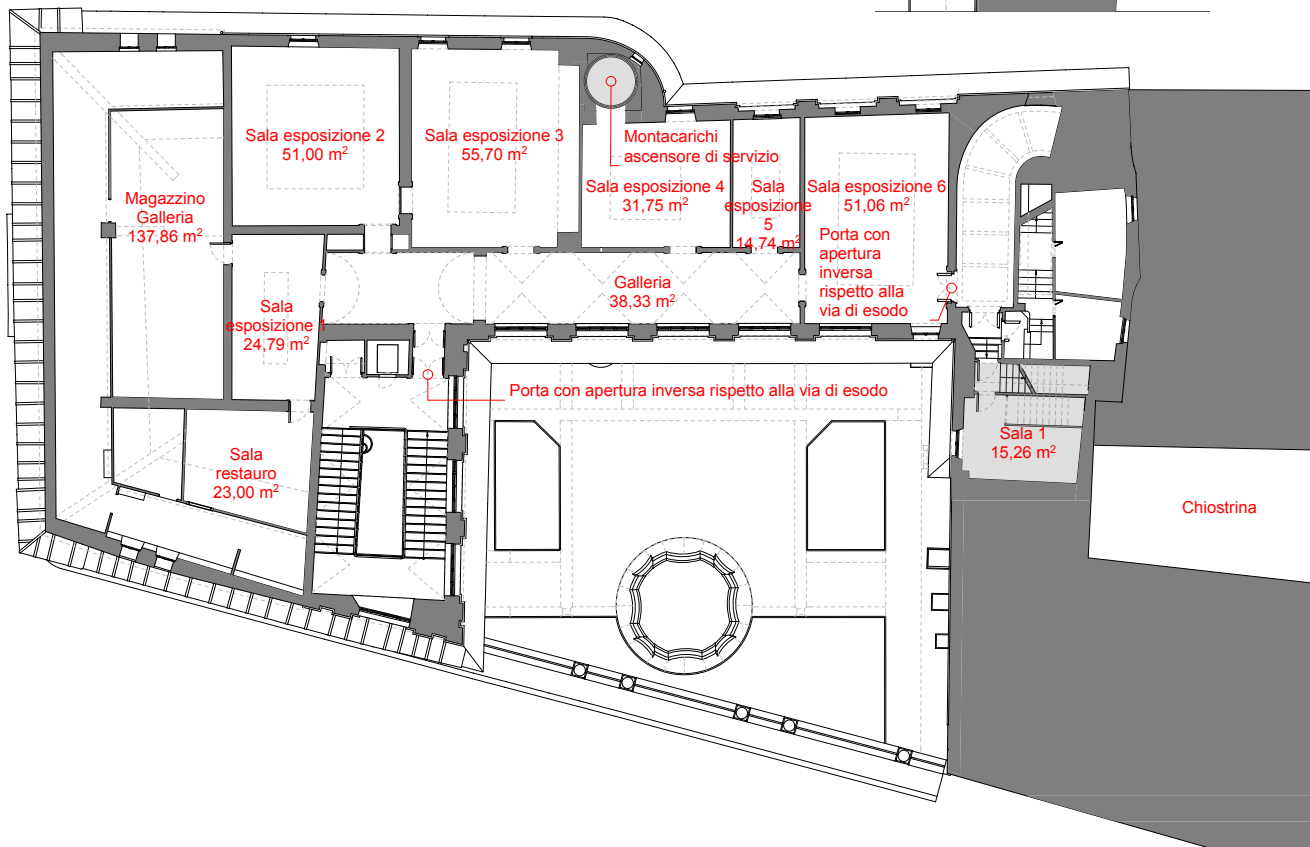 Sala esposizione 2
51,00 m²
Sala esposizione 3
55,70 m²
Montacarichi
ascensore di servizio
Sala esposizione 4
31,75 m²
Sala
esposizione
5
14,74 m²
Sala esposizione 6
51,06 m²
Porta con
apertura
inversa
rispetto alla
via di esodo
Magazzino
Galleria
137,86 m²
Galleria
38,33 m²
Sala
esposizione 1
24,79 m²
Porta con apertura inversa rispetto alla via di esodo
Sala 1
15,26 m²
Sala
restauro
23,00 m²
Chiostrina